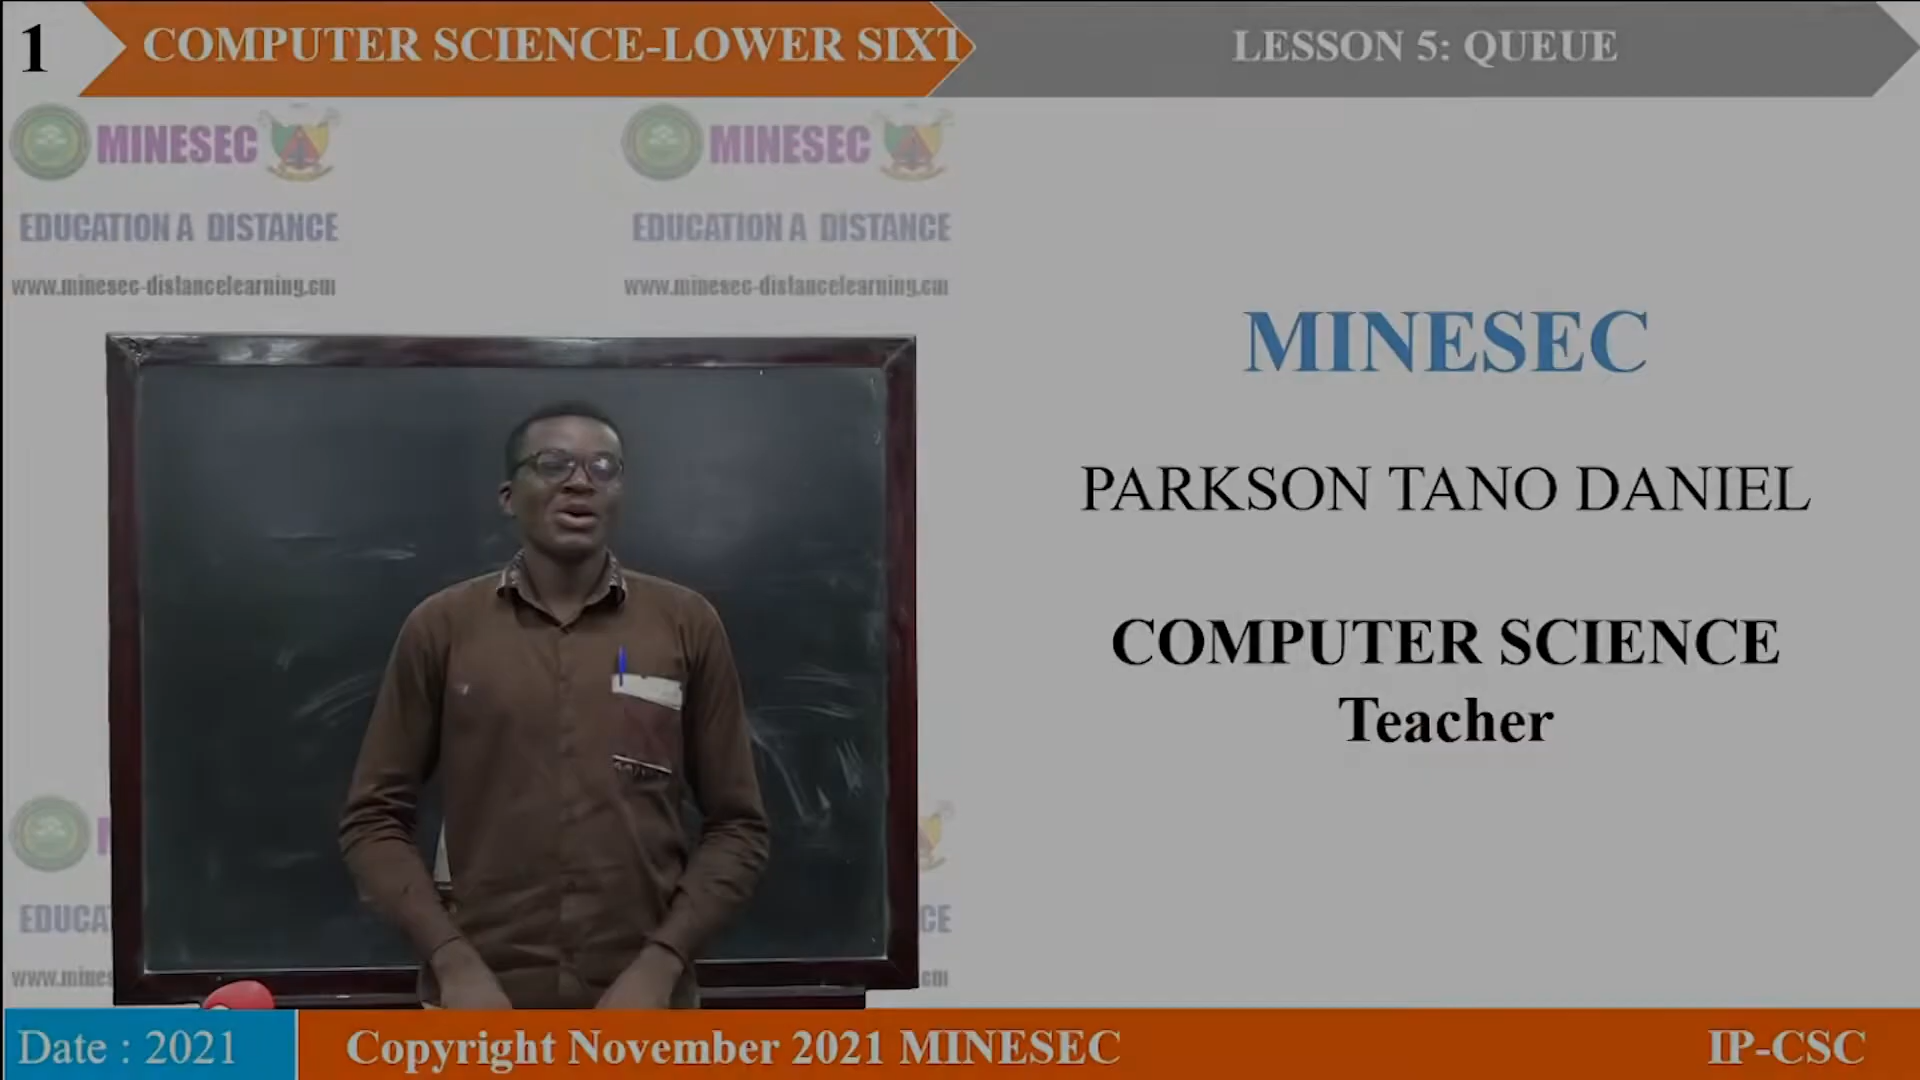 1
COMPUTER SCIENCE-LOWER SIXT
LESSON 5: QUEUE
MINESEC
EDUCATION A DISTANCE
www.minesec-distancelearning.cm
MINESEC
EDUCATION A DISTANCE
www.minesec-distancelearning.cm
MINESEC
PARKSON TANO DANIEL
COMPUTER SCIENCE
Teacher
Date : 2021
Copyright November 2021 MINESEC
IP-CSC